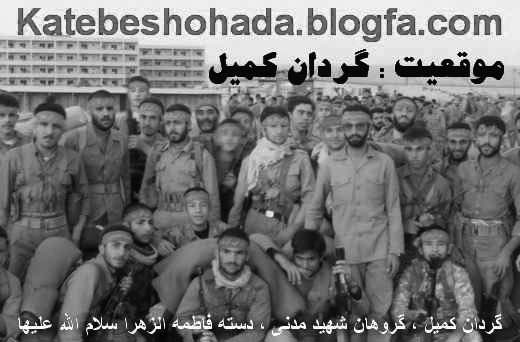 Katebeshohada.blogfa.com
موقعیت : گردان کمیل
گردان کمیل ، گروهان شهید مدنی ، دسته فاطمه الزهرا سلام الله علیها